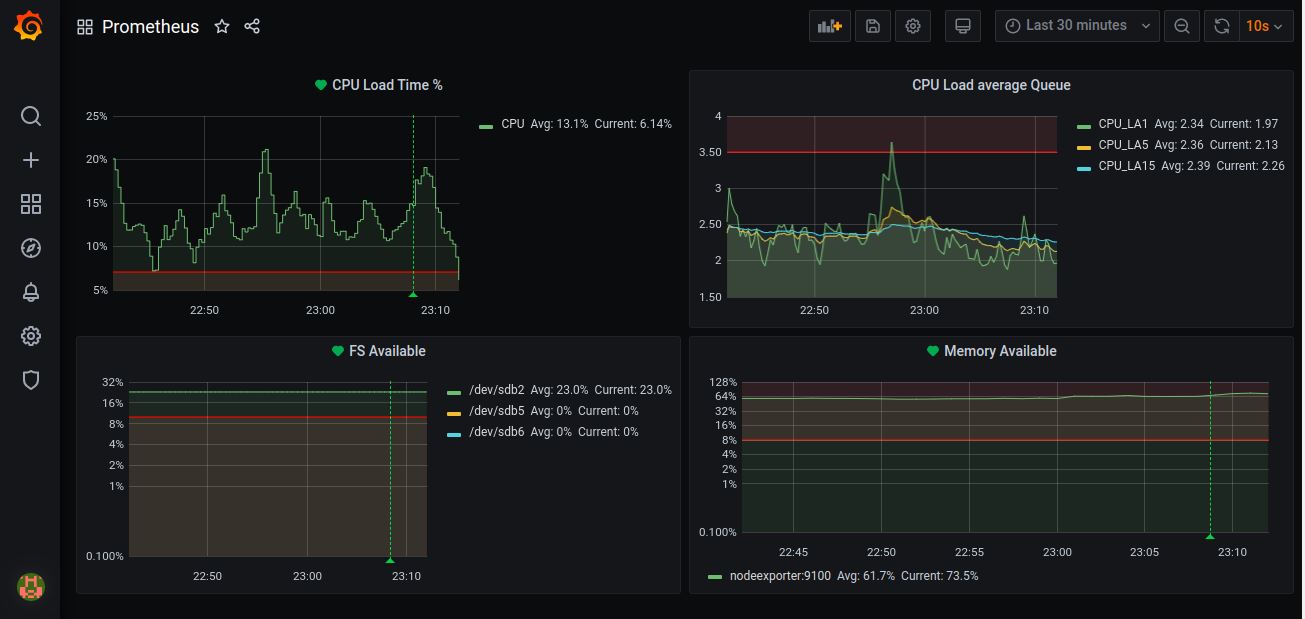 Prometheus
Last 30 minutes
10s
CPU Load Time %
25%
20%
15%
10%
5%
22:50 23:00 23:10
CPU Avg: 13.1% Current: 6.14%
CPU Load average Queue
4
3.50
3
2.50
2
1.50
22:50 23:00 23:10
CPU_LA1 Avg: 2.34 Current: 1.97
CPU_LA5 Avg: 2.36 Current: 2.13
CPU_LA15 Avg: 2.39 Current: 2.26
FS Available
32%
16%
8%
4%
2%
1%
0.100%
22:50 23:00 23:10
/dev/sdb2 Avg: 23.0% Current: 23.0%
/dev/sdb5 Avg: 0% Current: 0%
/dev/sdb6 Avg: 0% Current: 0%
Memory Available
128%
64%
32%
16%
8%
4%
2%
1%
0.100%
22:45 22:50 22:55 23:00 23:05 23:10
nodeexporter:9100 Avg: 61.7% Current: 73.5%